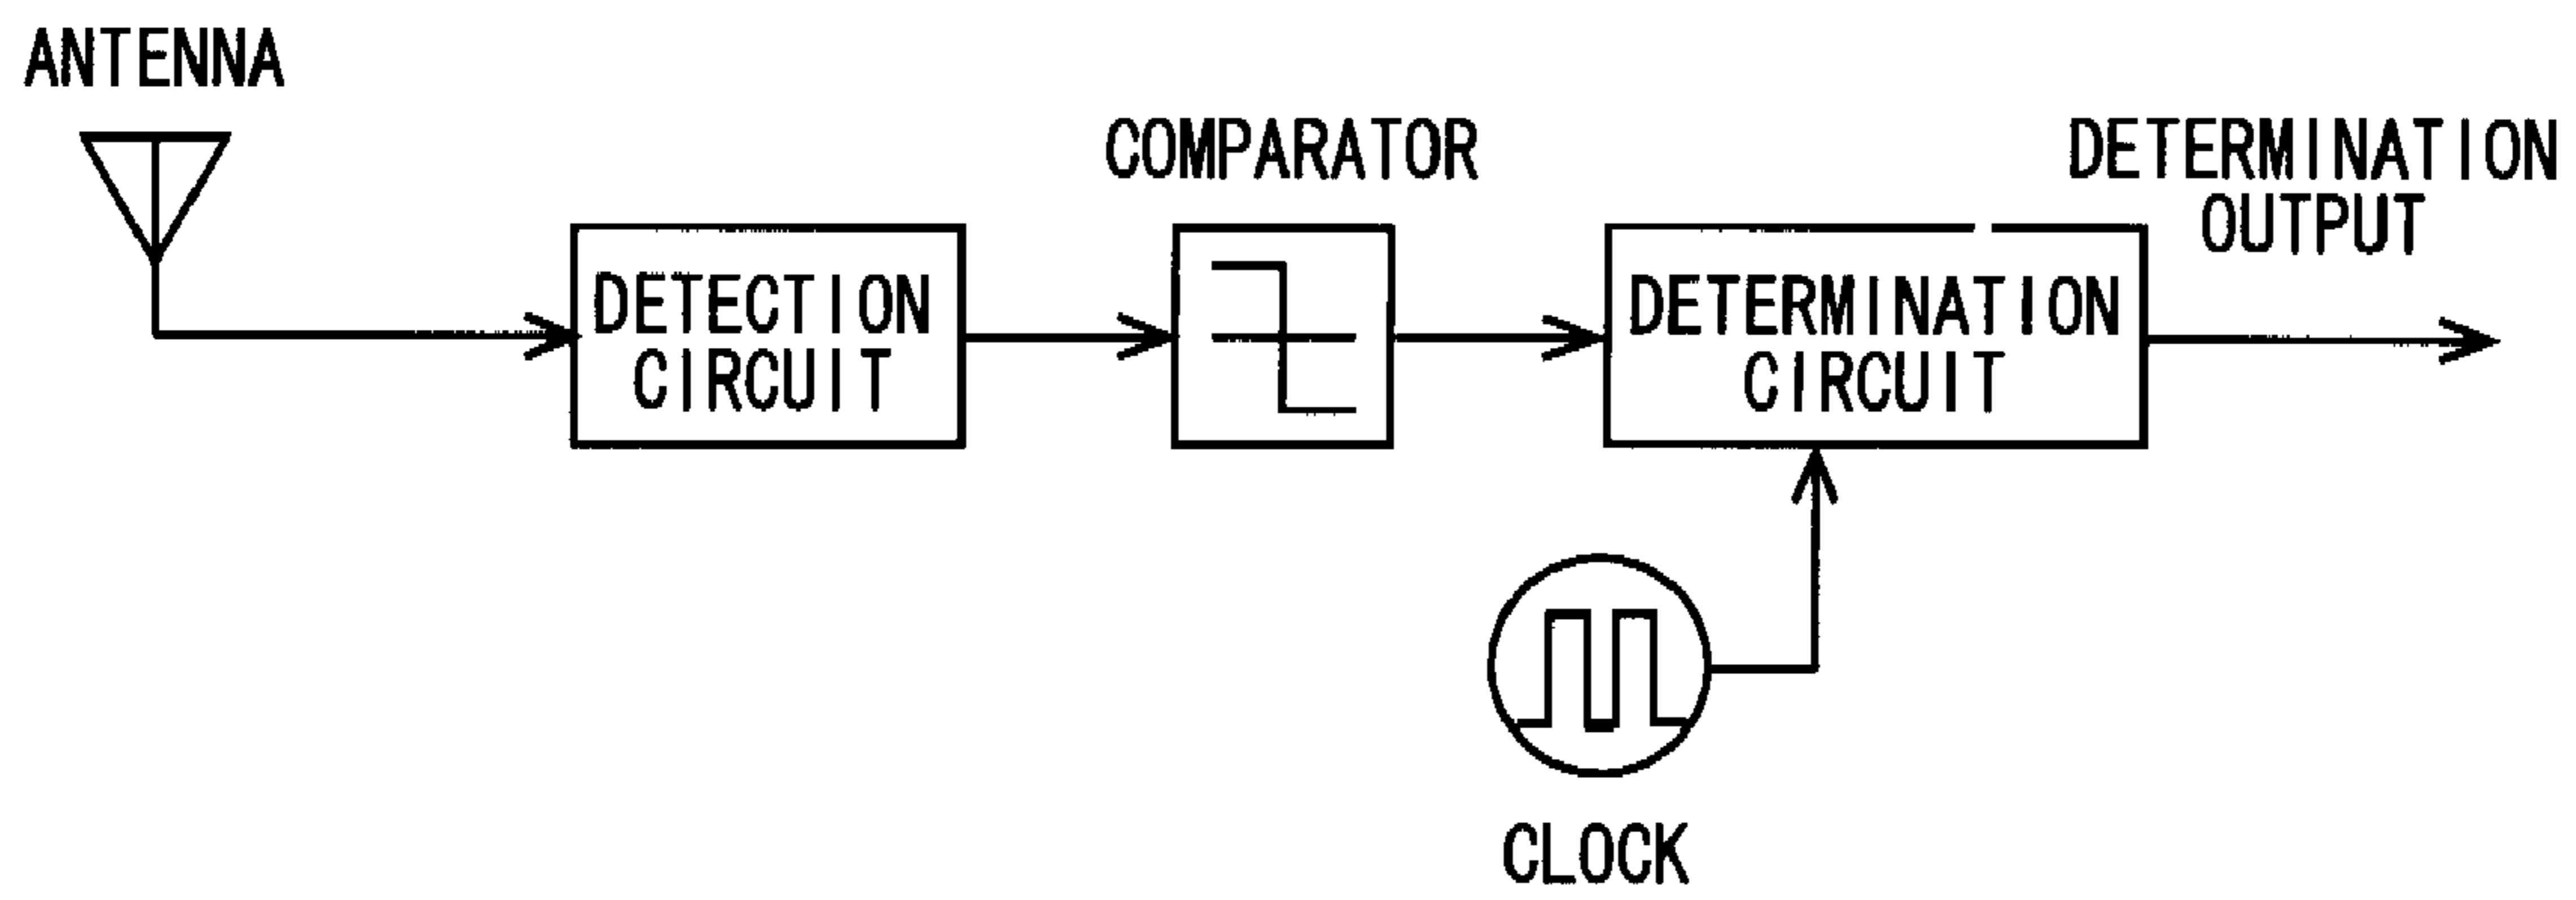 ANTENNA
COMPARATOR
DETERMINATION
OUTPUT
DETECTION
CIRCUIT
DETERMINATION
CIRCUIT
CLOCK